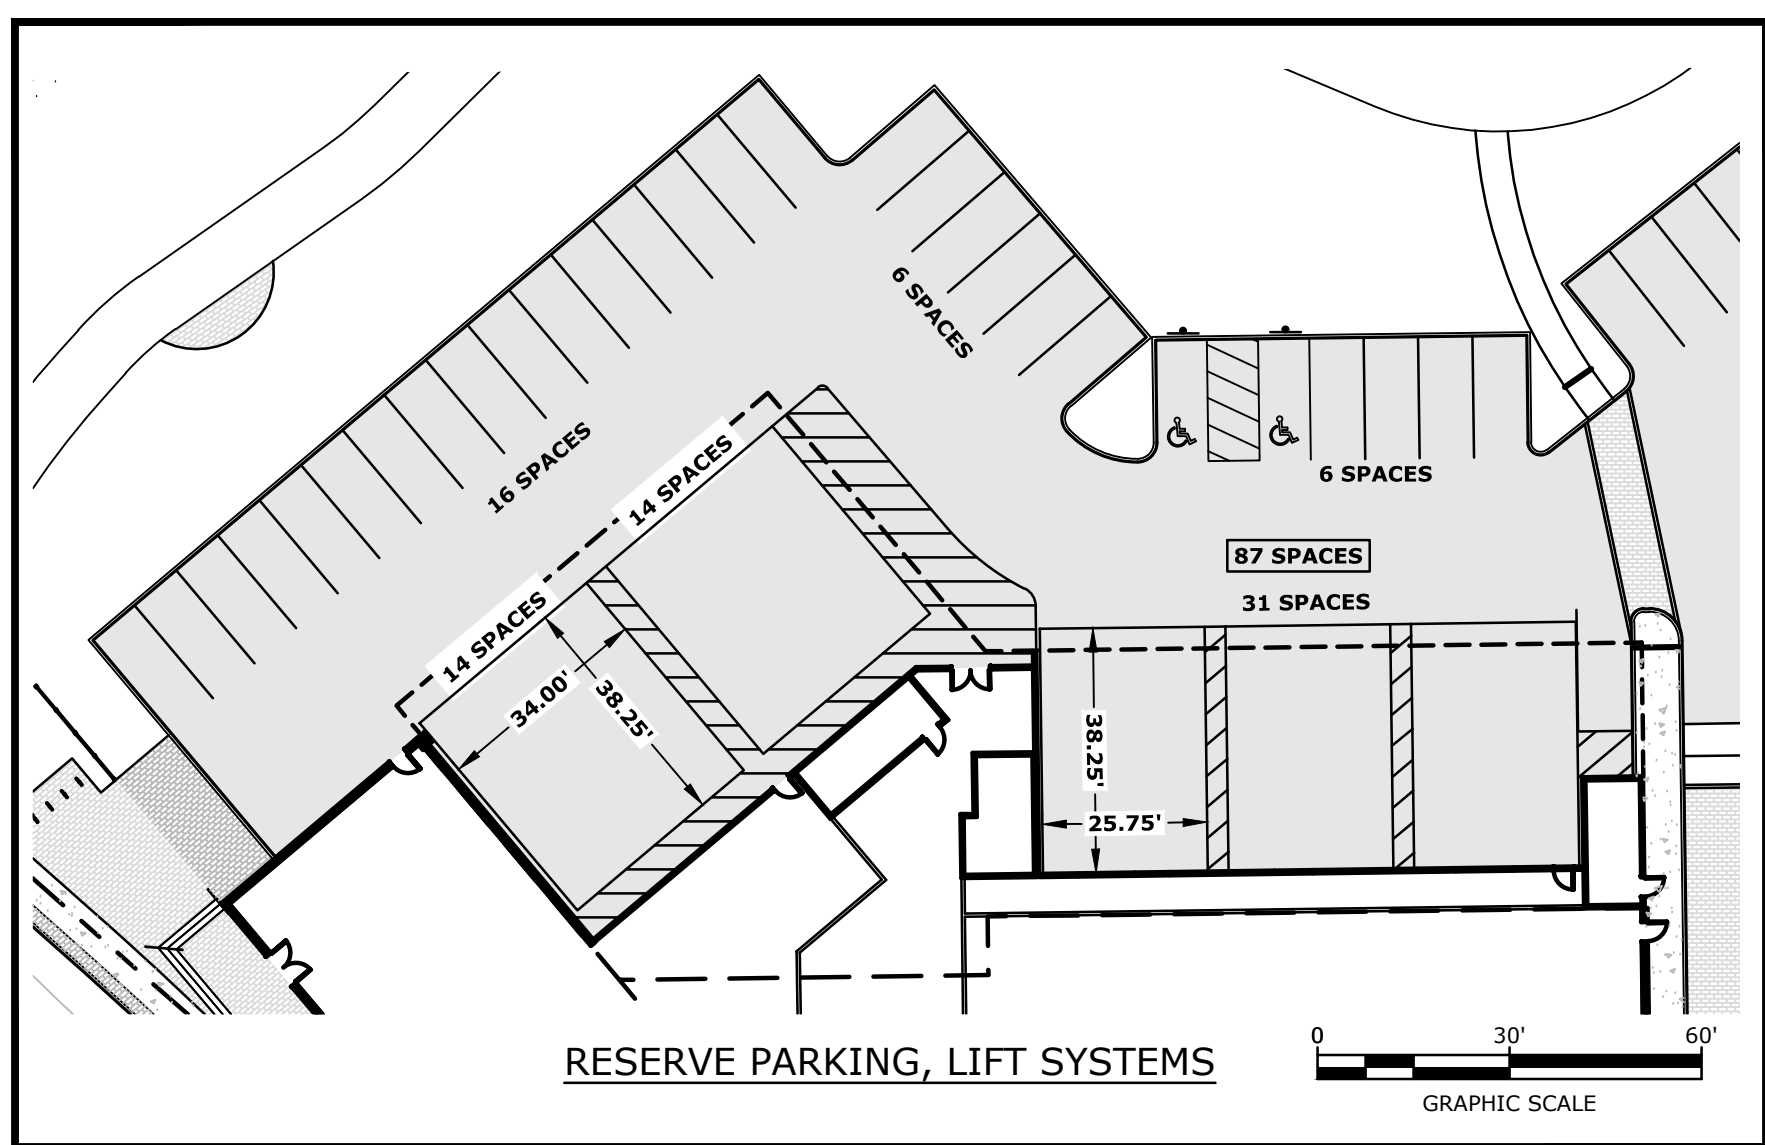 16 SPACES
6 SPACES
14 SPACES
14 SPACES
6 SPACES
87 SPACES
31 SPACES
34.00'
38.25'
38.25'
25.75'
RESERVE PARKING, LIFT SYSTEMS
0 30' 60'
GRAPHIC SCALE